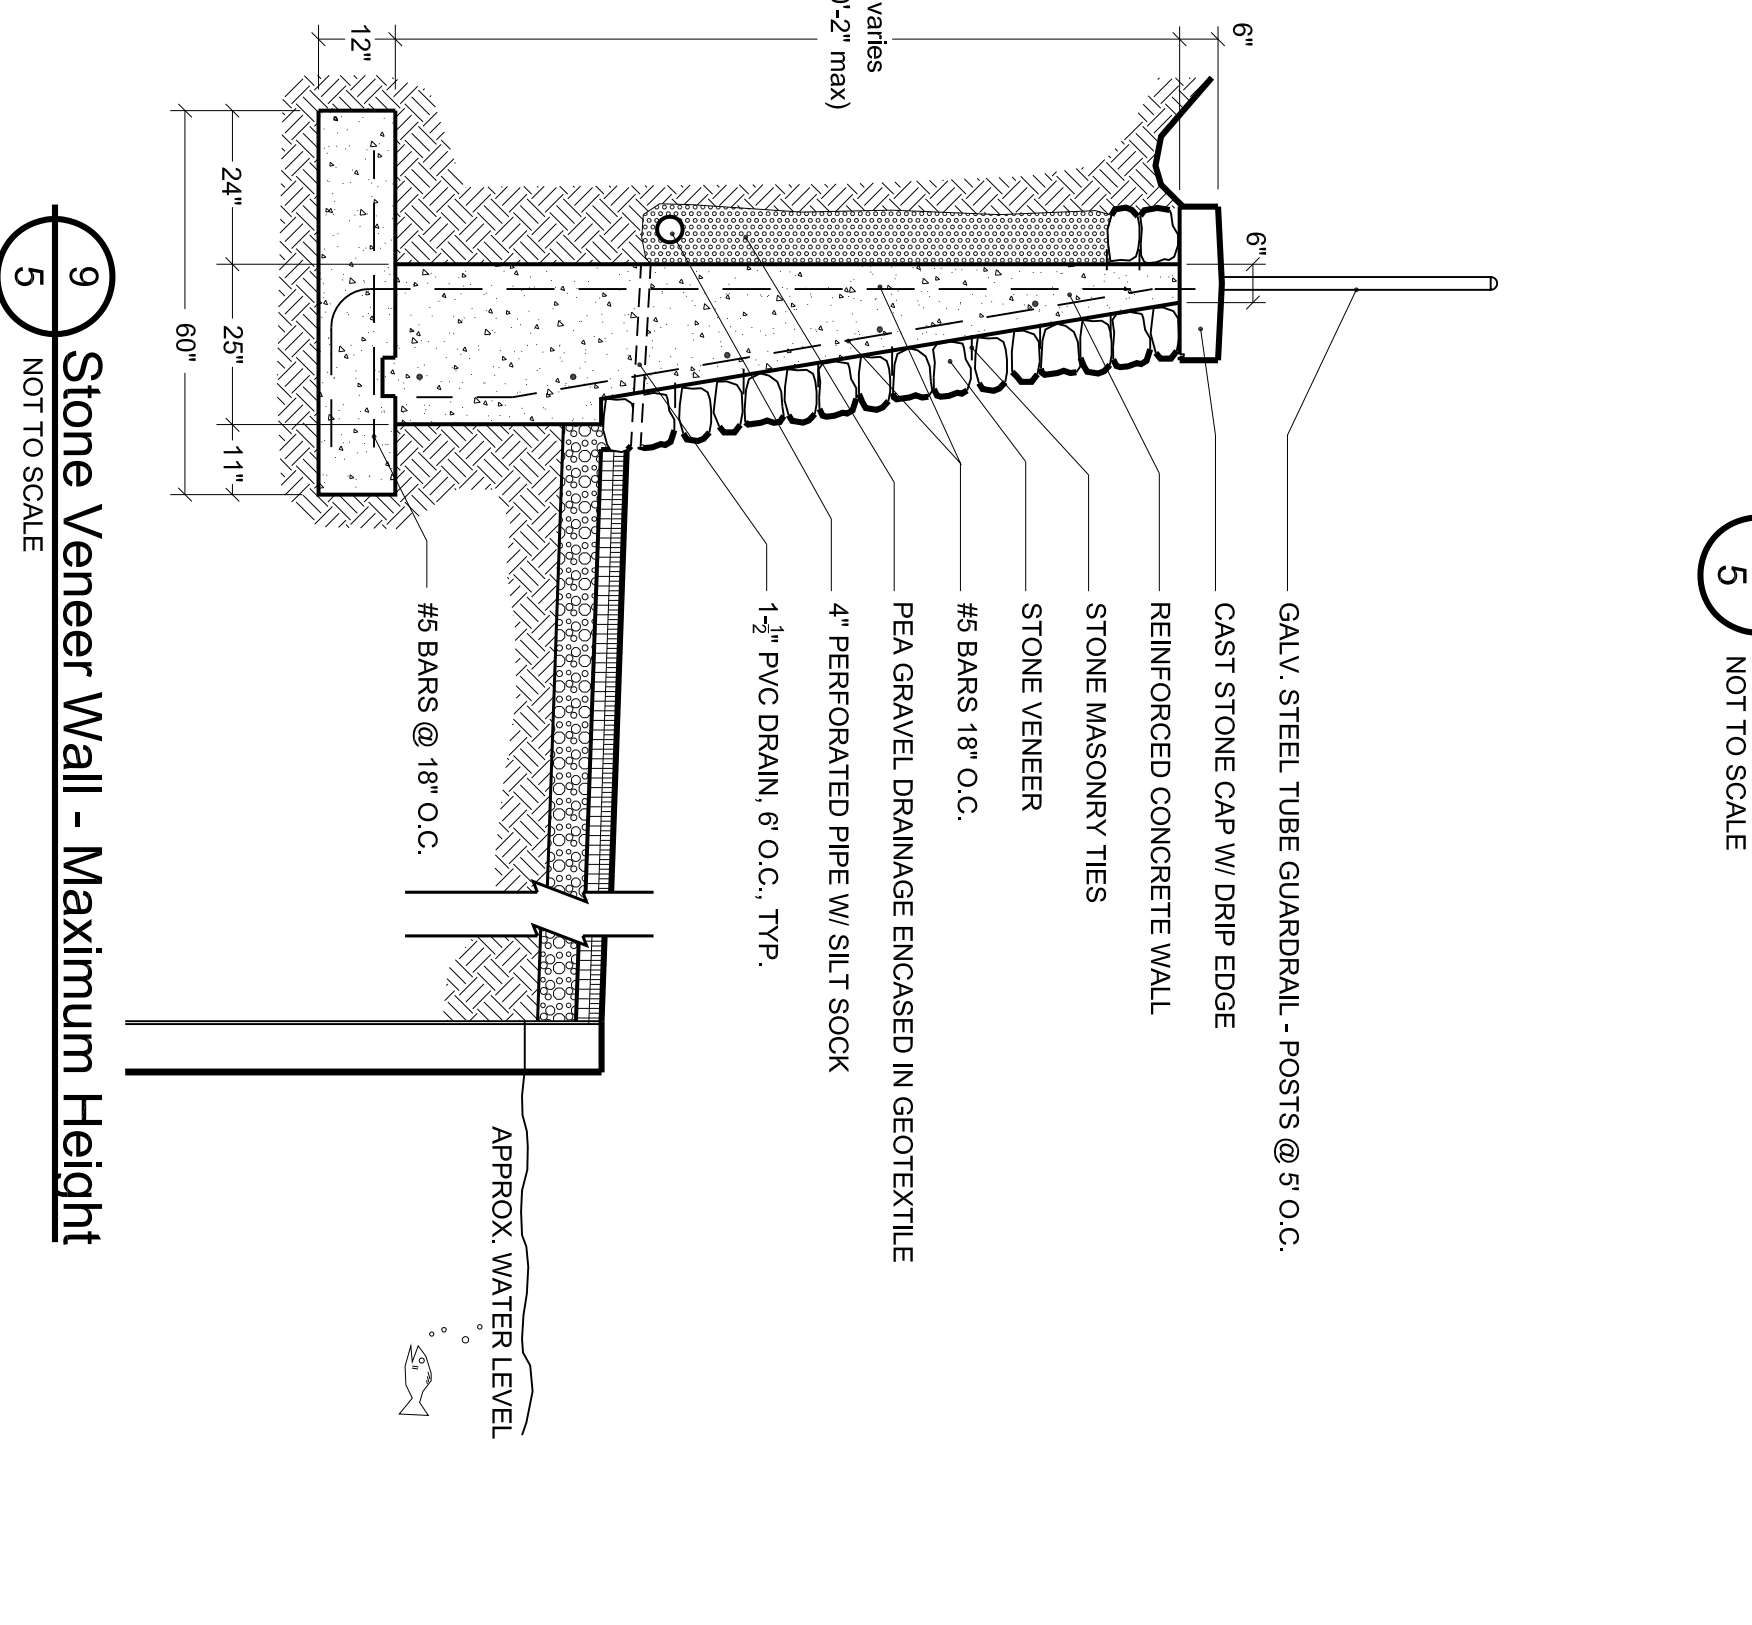 5
NOT TO SCALE
6"
6"
varies
-2" max)
12"
24"
25"
11"
60"
GALV. STEEL TUBE GUARDRAIL - POSTS @ 5' O.C.
CAST STONE CAP W/ DRIP EDGE
REINFORCED CONCRETE WALL
STONE MASONRY TIES
STONE VENEER
#5 BARS 18" O.C.
PEA GRAVEL DRAINAGE ENCASED IN GEOTEXTILE
4" PERFORATED PIPE W/ SILT SOCK
1-1/2" PVC DRAIN, 6' O.C., TYP.
APPROX. WATER LEVEL
#5 BARS @ 18" O.C.
9
5
Stone Veneer Wall - Maximum Height
NOT TO SCALE